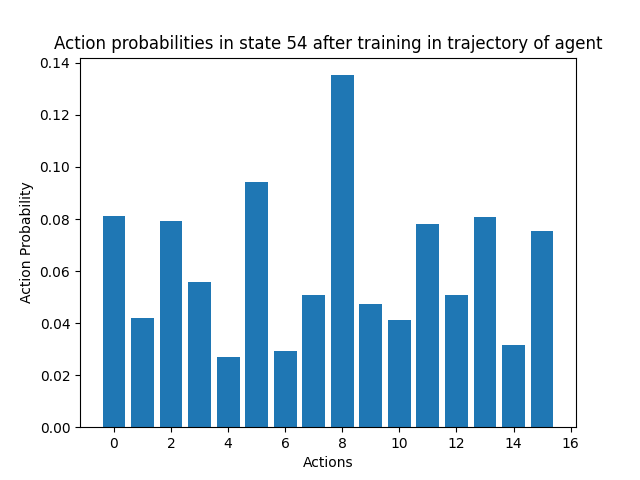 Action probabilities in state 54 after training in trajectory of agent
0.14
0.12
0.10
0.08
0.06
0.04
0.02
0.00
Action Probability
0 2 4 6 8 10 12 14 16
Actions